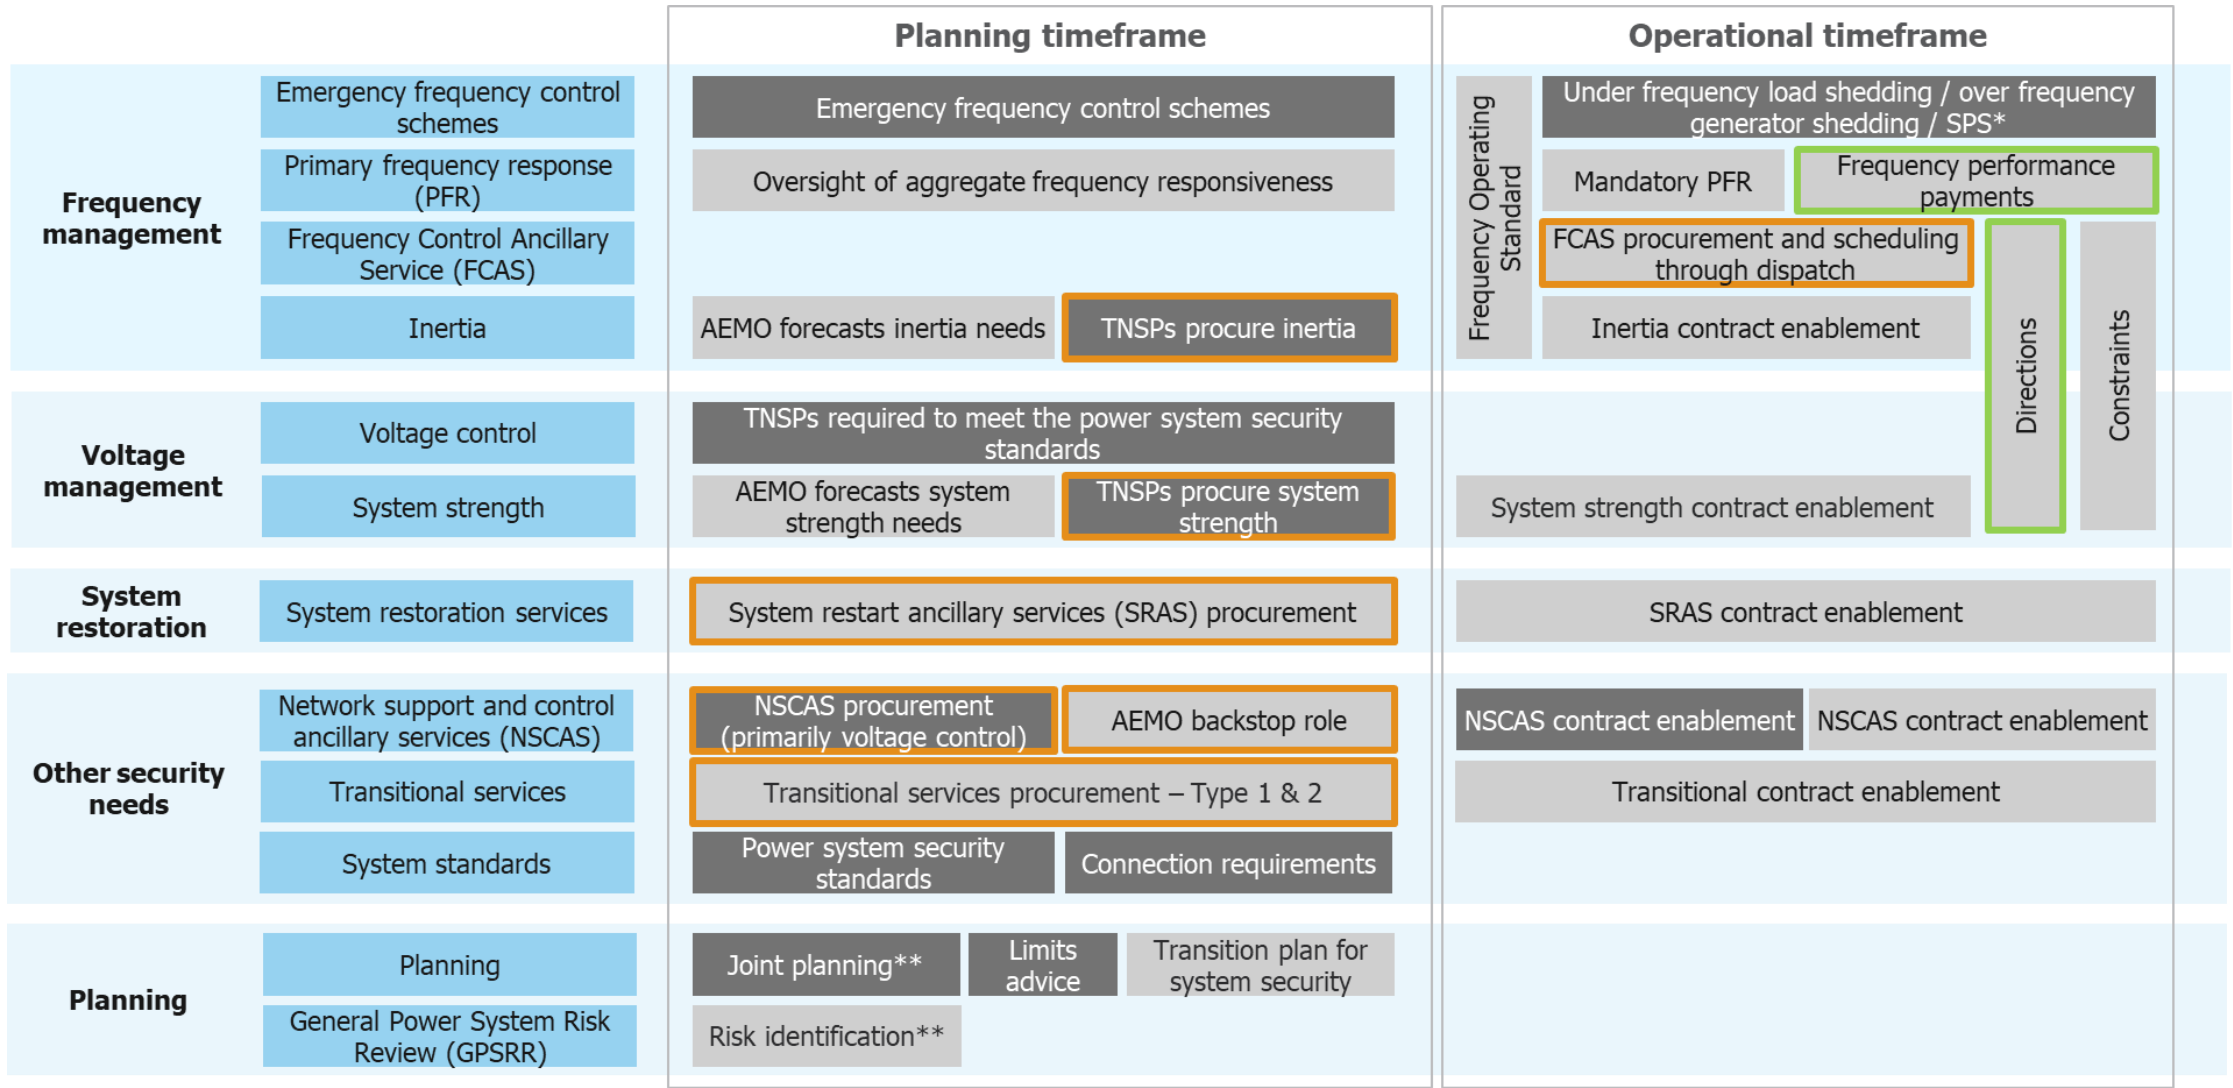 Planning timeframe
Operational timeframe
Frequency
management
Emergency frequency control
schemes
Emergency frequency control schemes
Frequency Operating
Standard
Under frequency load shedding / over frequency
generator shedding / SPS*
Primary frequency response
(PFR)
Oversight of aggregate frequency responsiveness
Mandatory PFR
Frequency performance
payments
Frequency Control Ancillary
Service (FCAS)
FCAS procurement and scheduling
through dispatch
Directions
Constraints
Inertia
AEMO forecasts inertia needs
TNSPs procure inertia
Inertia contract enablement
Voltage
management
Voltage control
TNSPs required to meet the power system security
standards
System strength
AEMO forecasts system
strength needs
TNSPs procure system
strength
System strength contract enablement
System
restoration
System restoration services
System restart ancillary services (SRAS) procurement
SRAS contract enablement
Other security
needs
Network support and control
ancillary services (NSCAS)
NSCAS procurement
(primarily voltage control)
AEMO backstop role
NSCAS contract enablement
NSCAS contract enablement
Transitional services
Transitional services procurement – Type 1 & 2
Transitional contract enablement
System standards
Power system security
standards
Connection requirements
Planning
Planning
Joint planning**
Limits
advice
Transition plan for
system security
General Power System Risk
Review (GPSRR)
Risk identification**